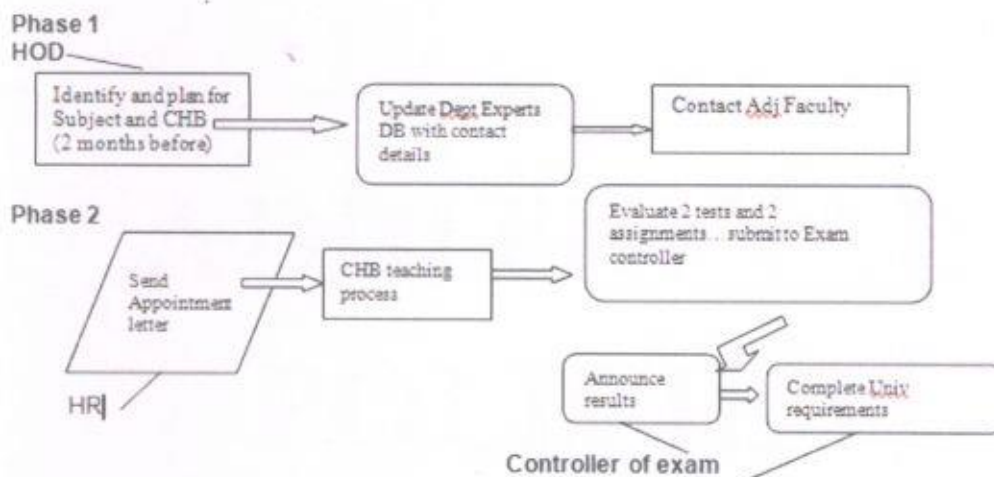 Phase 1
HOD
Identify and plan for
Subject and CHB
(2 months before)
Update Dept Experts
DB with contact
details
Contact Adj Faculty
Phase 2
Send
Appointment
letter
HR
CHB teaching
process
Evaluate 2 tests and 2
assignments... submit to Exam
controller
Announce
results
Complete Univ
requirements
Controller of exam